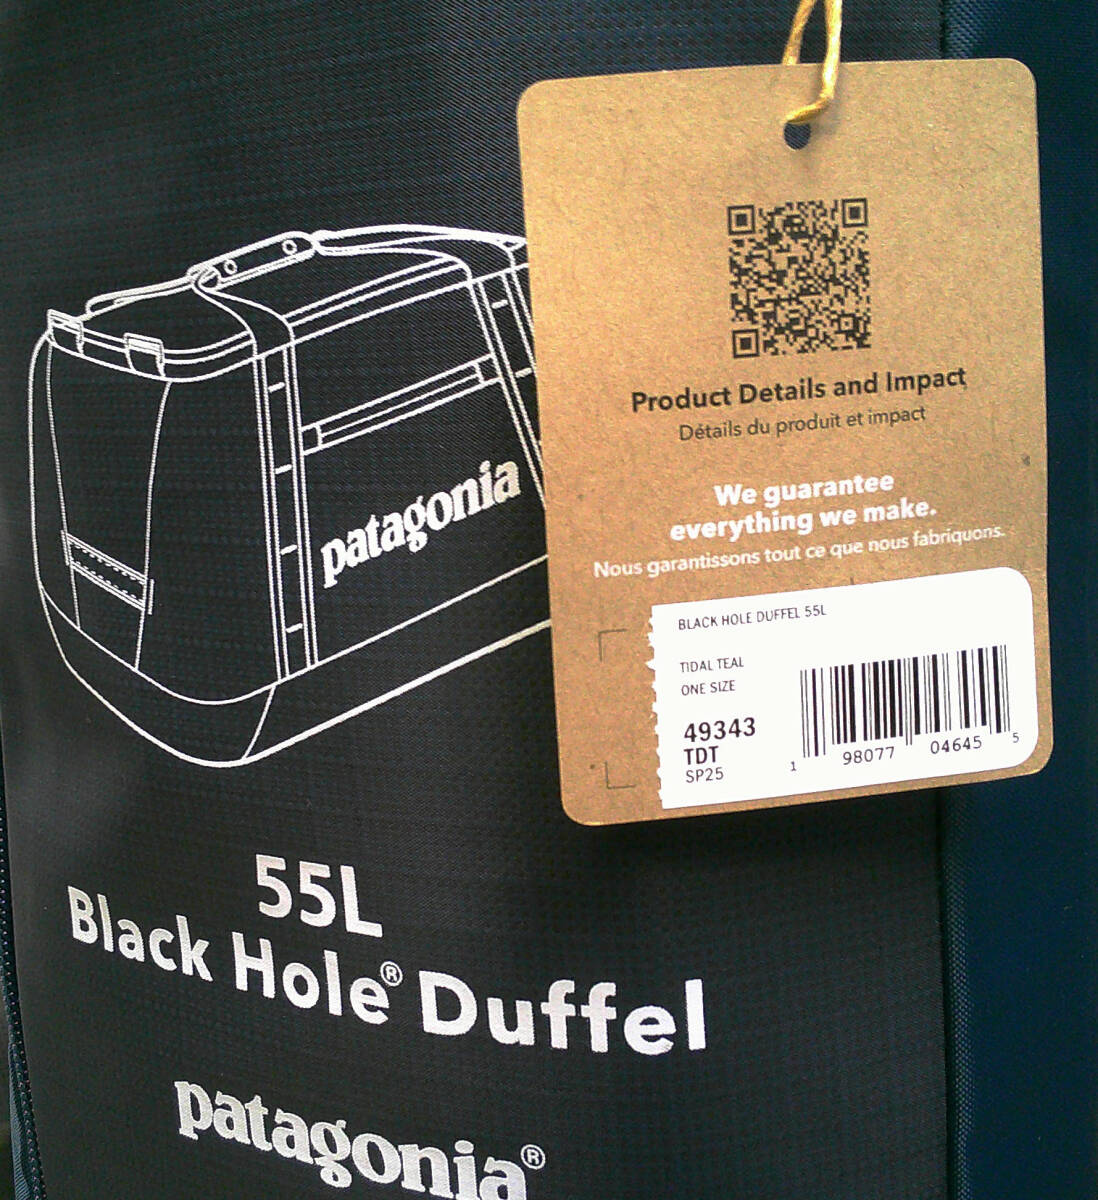 Product Details and Impact
Détails du produit et impact
We guarantee
everything we make.
Nous garantissons tout ce que nous fabriquons.
BLACK HOLE DUFFEL 55L
TIDAL TEAL
ONE SIZE
49343
TDT
SP25
1 98077 04645 5
patagonia
55L
Black Hole® Duffel
patagonia®